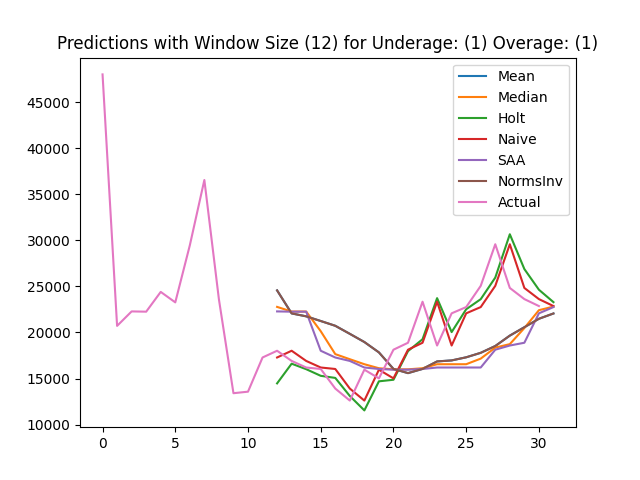 Predictions with Window Size (12) for Underage: (1) Overage: (1)
Mean
Median
Holt
Naive
SAA
NormsInv
Actual
45000
40000
35000
30000
25000
20000
15000
10000
0 5 10 15 20 25 30